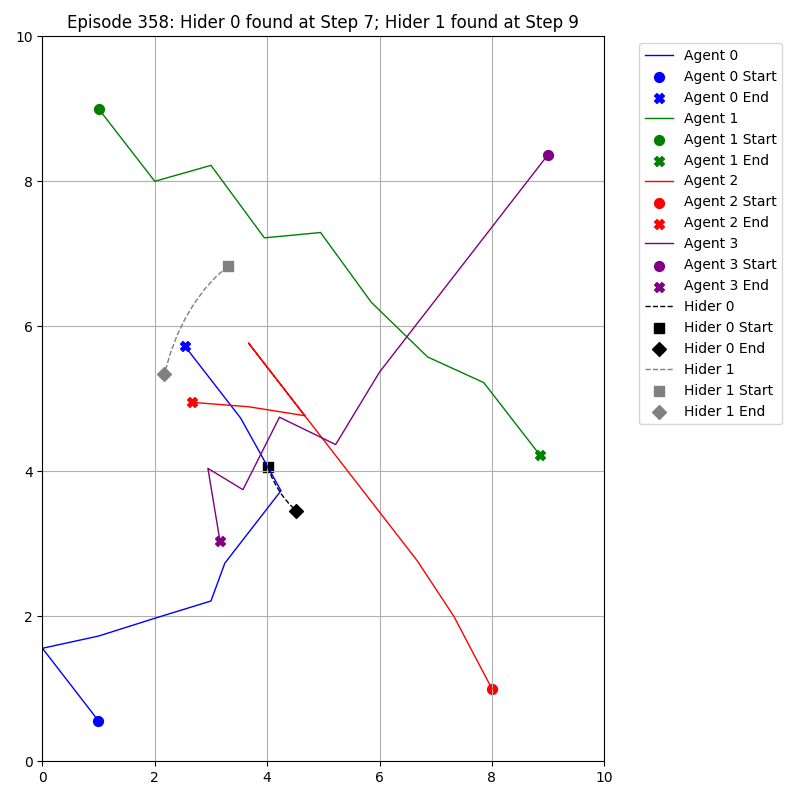 Episode 358: Hider 0 found at Step 7; Hider 1 found at Step 9
10
8
6
4
2
0
0 2 4 6 8 10
Agent 0
Agent 0 Start
Agent 0 End
Agent 1
Agent 1 Start
Agent 1 End
Agent 2
Agent 2 Start
Agent 2 End
Agent 3
Agent 3 Start
Agent 3 End
Hider 0
Hider 0 Start
Hider 0 End
Hider 1
Hider 1 Start
Hider 1 End